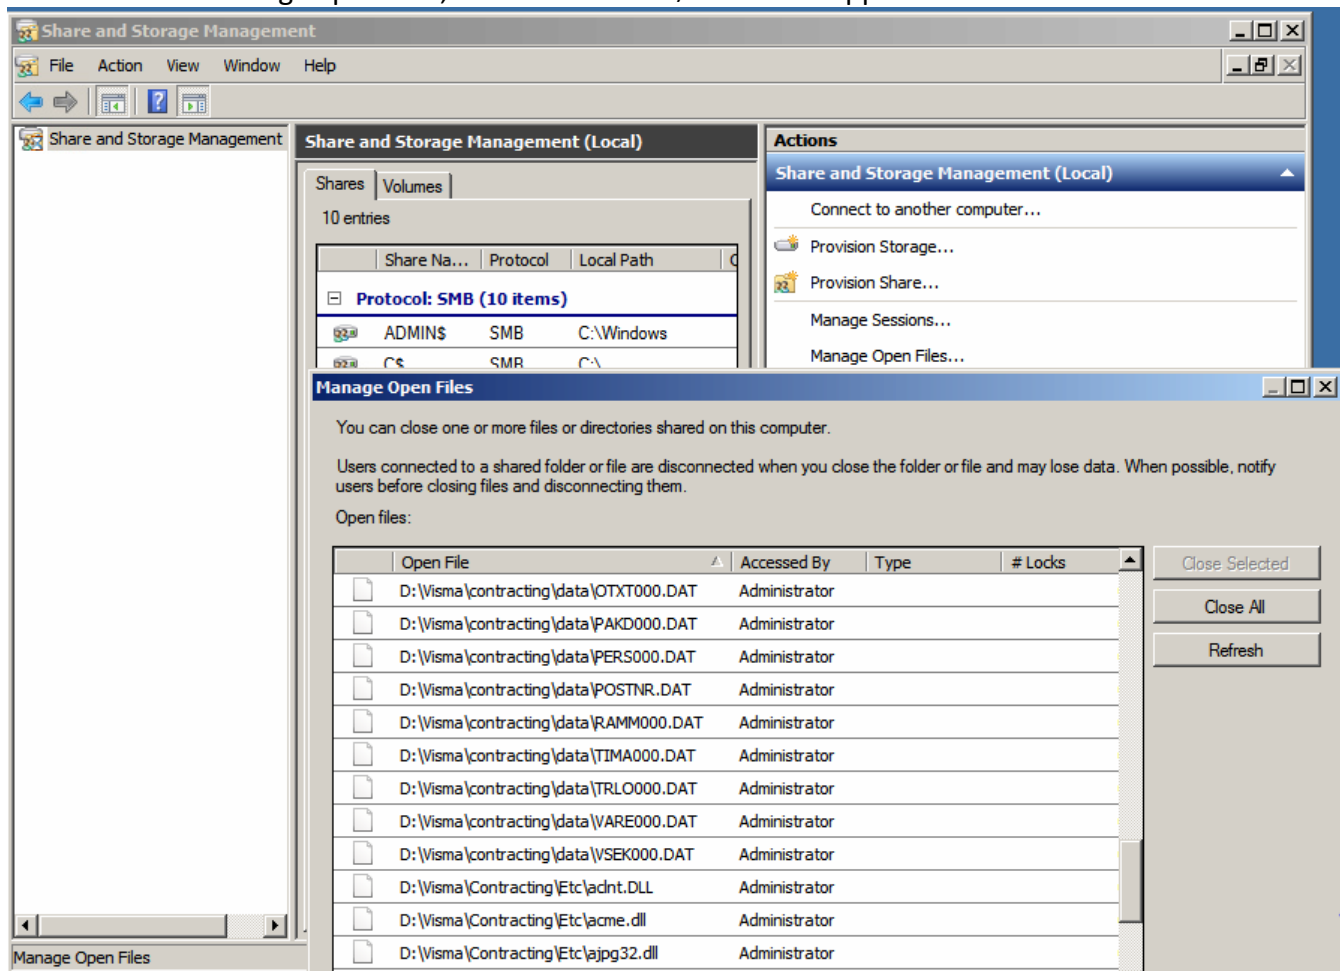 Share and Storage Management
File Action View Window Help
Share and Storage Management
Share and Storage Management (Local)
Shares Volumes
10 entries
Share Na... Protocol Local Path
Protocol: SMB (10 items)
ADMIN$ SMB C:\Windows
C$ SMB C:\
Actions
Share and Storage Management (Local)
Connect to another computer...
Provision Storage...
Provision Share...
Manage Sessions...
Manage Open Files...
Manage Open Files
You can close one or more files or directories shared on this computer.
Users connected to a shared folder or file are disconnected when you close the folder or file and may lose data. When possible, notify
users before closing files and disconnecting them.
Open files:
Open File Accessed By Type # Locks
D:\Visma\contracting\data\OTXT000.DAT Administrator
D:\Visma\contracting\data\PAKD000.DAT Administrator
D:\Visma\contracting\data\PERS000.DAT Administrator
D:\Visma\contracting\data\POSTNR.DAT Administrator
D:\Visma\contracting\data\RAMM000.DAT Administrator
D:\Visma\contracting\data\TIMA000.DAT Administrator
D:\Visma\contracting\data\TRLO000.DAT Administrator
D:\Visma\contracting\data\VARE000.DAT Administrator
D:\Visma\contracting\data\VSEK000.DAT Administrator
D:\Visma\Contracting\Etc\aclnt.DLL Administrator
D:\Visma\Contracting\Etc\acme.dll Administrator
D:\Visma\Contracting\Etc\ajpg32.dll Administrator
Close Selected
Close All
Refresh
Manage Open Files